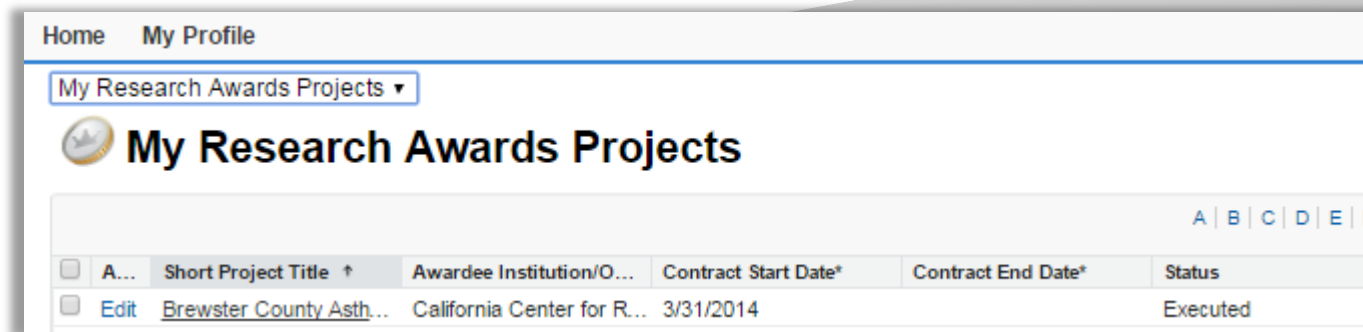 Home My Profile
My Research Awards Projects ▾
My Research Awards Projects
A | B | C | D | E |
A... Short Project Title ↑ Awardee Institution/O... Contract Start Date* Contract End Date* Status
Edit Brewster County Asth... California Center for R... 3/31/2014 Executed